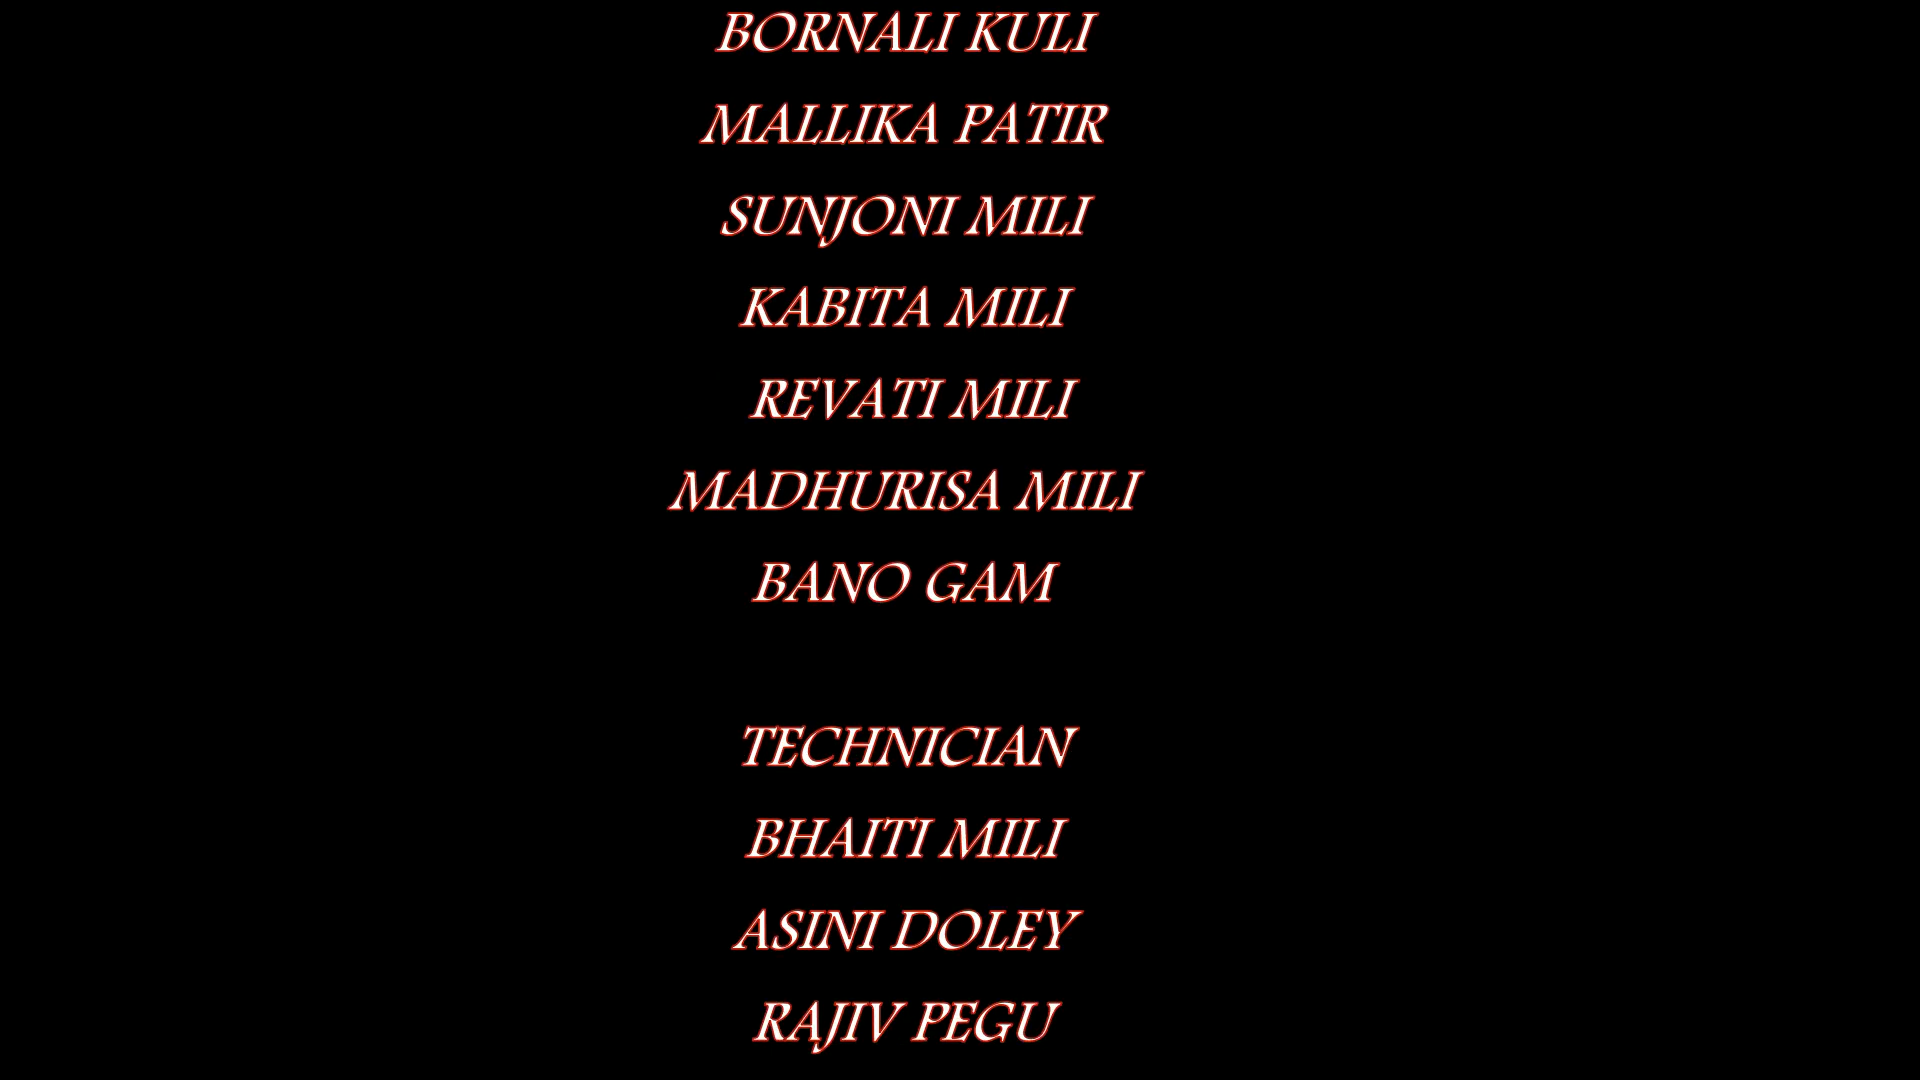 BORNALI KULI
MALLIKA PATIR
SUNJONI MILI
KABITA MILI
REVATI MILI
MADHURISA MILI
BANO GAM
TECHNICIAN
BHAITI MILI
ASINI DOLEY
RAJIV PEGU